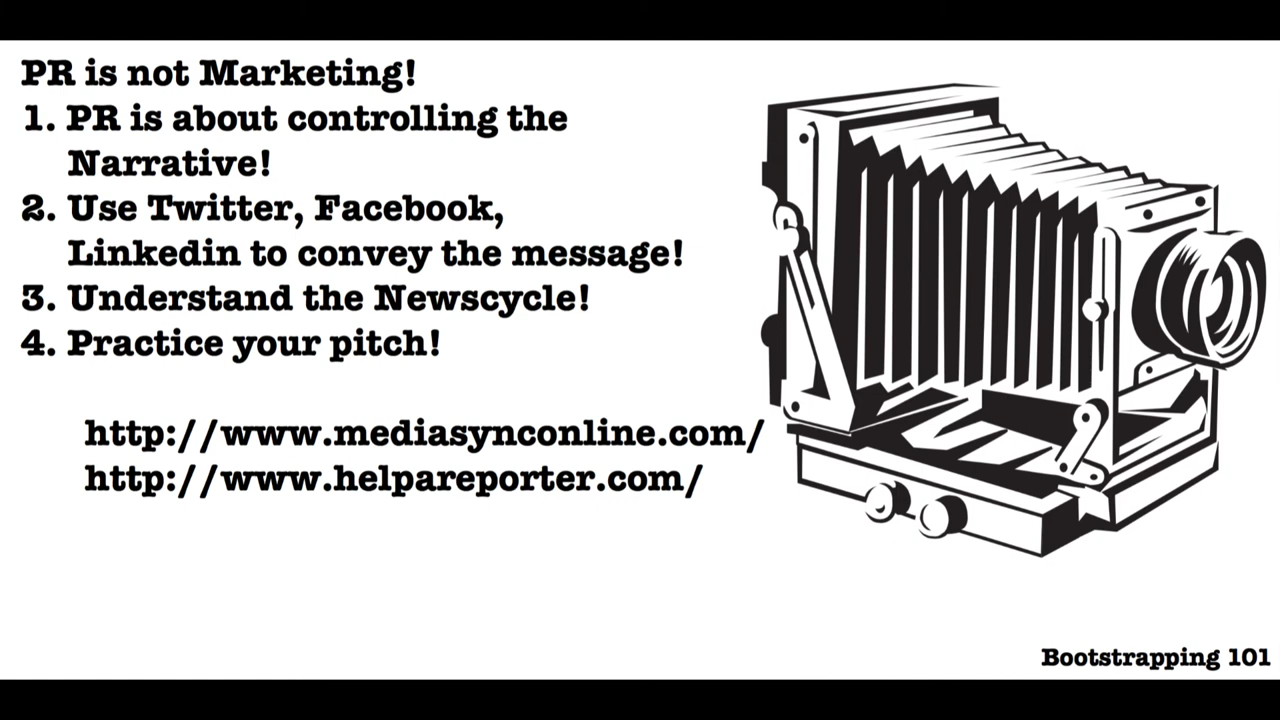 PR is not Marketing!
1. PR is about controlling the
Narrative!
2. Use Twitter, Facebook,
Linkedin to convey the message!
3. Understand the Newscycle!
4. Practice your pitch!
http://www.mediasynconline.com/
http://www.helpareporter.com/
Bootstrapping 101